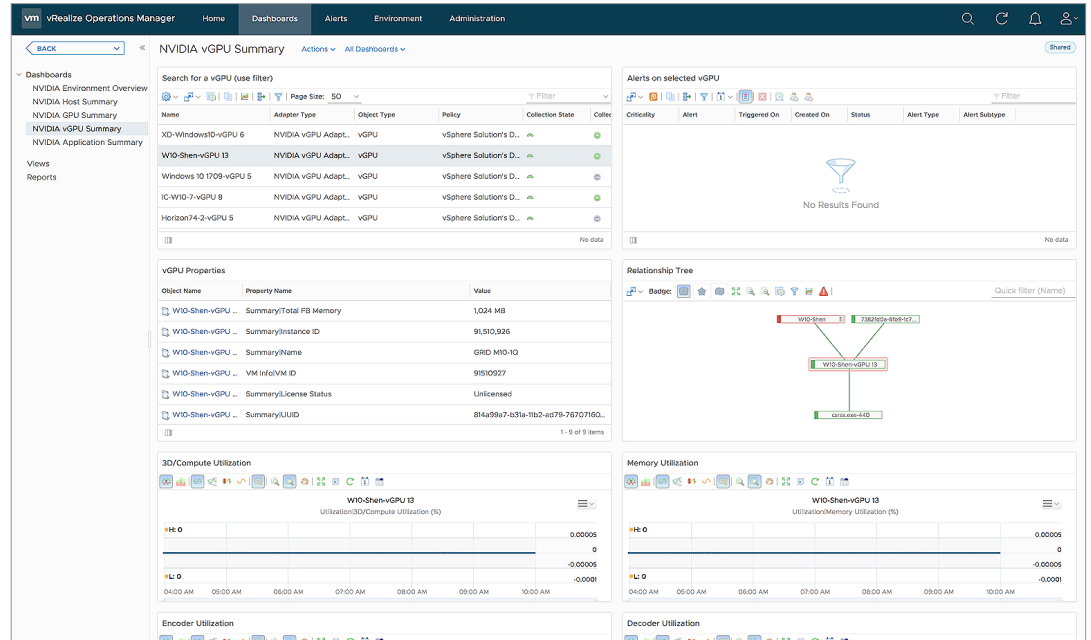 vm vRealize Operations Manager Home Dashboards Alerts Environment Administration
BACK
NVIDIA vGPU Summary Actions All Dashboards Shared
Dashboards
NVIDIA Environment Overview
NVIDIA Host Summary
NVIDIA GPU Summary
NVIDIA vGPU Summary
NVIDIA Application Summary
Views
Reports
Search for a vGPU (use filter)
Page Size: 50 Filter
Name Adapter Type Object Type Policy Collection State Collec
XD-Windows10-vGPU 6 NVIDIA vGPU Adapt... vGPU vSphere Solution's D...
W10-Shen-vGPU 13 NVIDIA vGPU Adapt... vGPU vSphere Solution's D...
Windows 10 1709-vGPU 5 NVIDIA vGPU Adapt... vGPU vSphere Solution's D...
IC-W10-7-vGPU 8 NVIDIA vGPU Adapt... vGPU vSphere Solution's D...
Horizon74-2-vGPU 5 NVIDIA vGPU Adapt... vGPU vSphere Solution's D...
No data
Alerts on selected vGPU
Filter
Criticality Alert Triggered On Created On Status Alert Type Alert Subtype
No Results Found
No data
vGPU Properties
Object Name Property Name Value
W10-Shen-vGPU ... Summary|Total FB Memory 1,024 MB
W10-Shen-vGPU ... Summary|Instance ID 91,510,926
W10-Shen-vGPU ... Summary|Name GRID M10-1Q
W10-Shen-vGPU ... VM Info|VM ID 91510927
W10-Shen-vGPU ... Summary|License Status Unlicensed
W10-Shen-vGPU ... Summary|UUID 814a99a7-b31a-11b2-ad79-76707160...
1 - 9 of 9 items
Relationship Tree
Badge: Quick filter (Name)
W10-Shen 7382fd0a-8fb9-1c7...
W10-Shen-vGPU 13
csrss.exe-440
3D/Compute Utilization
W10-Shen-vGPU 13
Utilization|3D/Compute Utilization (%)
H: 0
0.00005
0
-0.00005
L: 0
-0.0001
04:00 AM 05:00 AM 06:00 AM 07:00 AM 08:00 AM 09:00 AM 10:00 AM
Memory Utilization
W10-Shen-vGPU 13
Utilization|Memory Utilization (%)
H: 0
0.00005
0
-0.00005
L: 0
-0.0001
04:00 AM 05:00 AM 06:00 AM 07:00 AM 08:00 AM 09:00 AM 10:00 AM
Encoder Utilization
Decoder Utilization